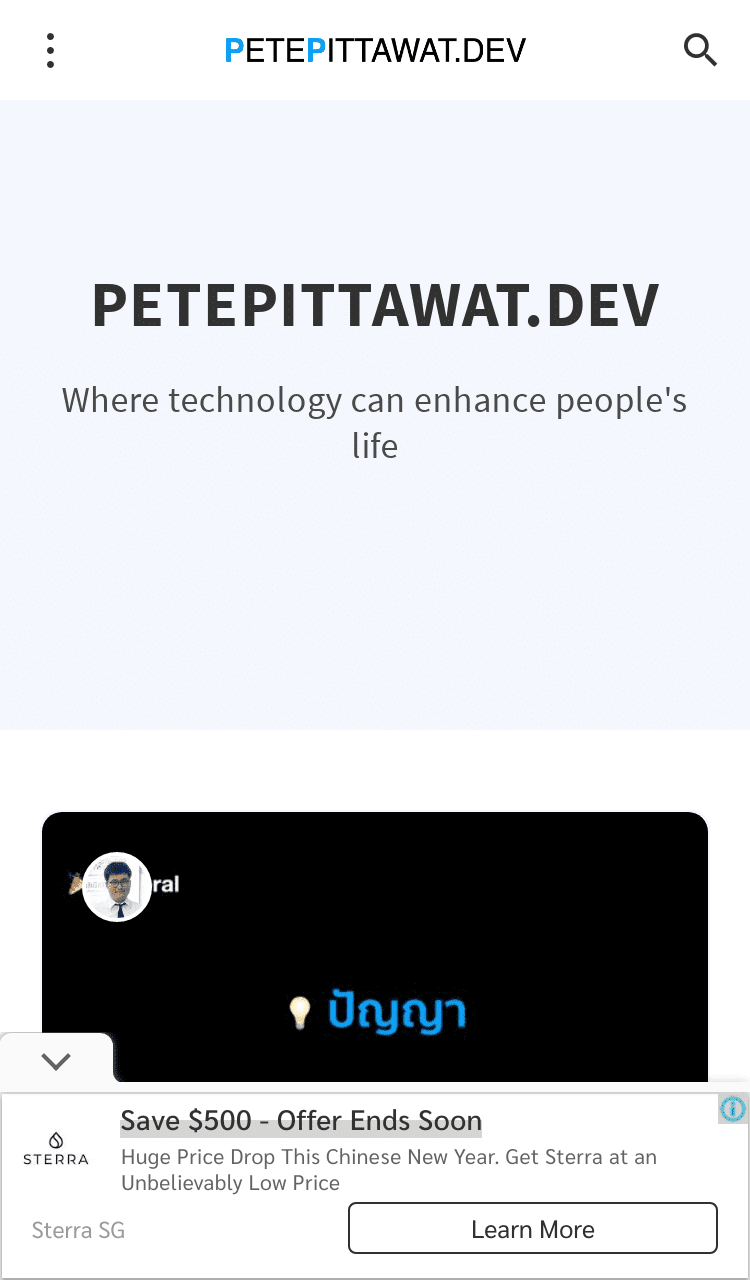 PETEPITTAWAT.DEV
PETEPITTAWAT.DEV
Where technology can enhance people's
life
ral
ปัญญา
Save $500 - Offer Ends Soon
Huge Price Drop This Chinese New Year. Get Sterra at an
Unbelievably Low Price
STERRA
Sterra SG
Learn More